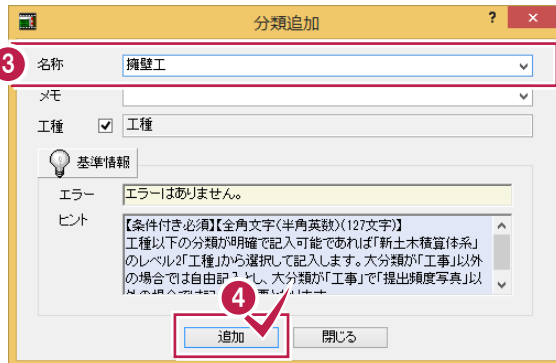 分類追加
? ×
3
名称 擁壁工
メモ
工種 工種
基準情報
エラー エラーはありません。
ヒント 【条件付き必須】【全角文字(半角英数)(127文字)】
工種以下の分類が明確で記入可能であれば「新土木積算体系」
のレベル2「工種」から選択して記入します。大分類が「工事」以外
の場合では自由記入とし、大分類が「工事」で「提出頻度写真」以
4
追加 閉じる